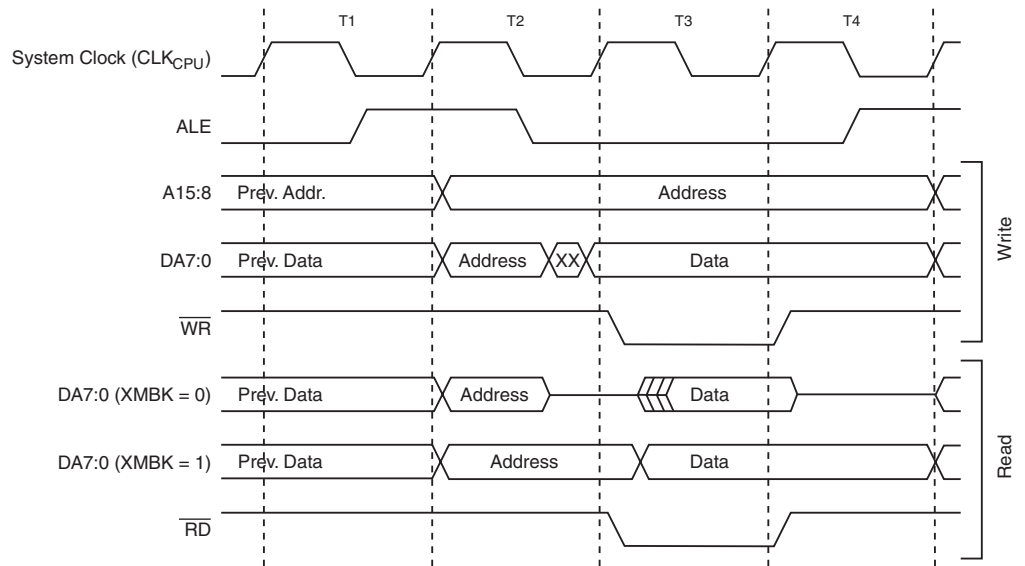 T1 T2 T3 T4
System Clock (CLKCPU)
ALE
A15:8 Prev. Addr. Address
DA7:0 Prev. Data Address XX Data
WR
Write
DA7:0 (XMBK = 0) Prev. Data Address Data
DA7:0 (XMBK = 1) Prev. Data Address Data
RD
Read